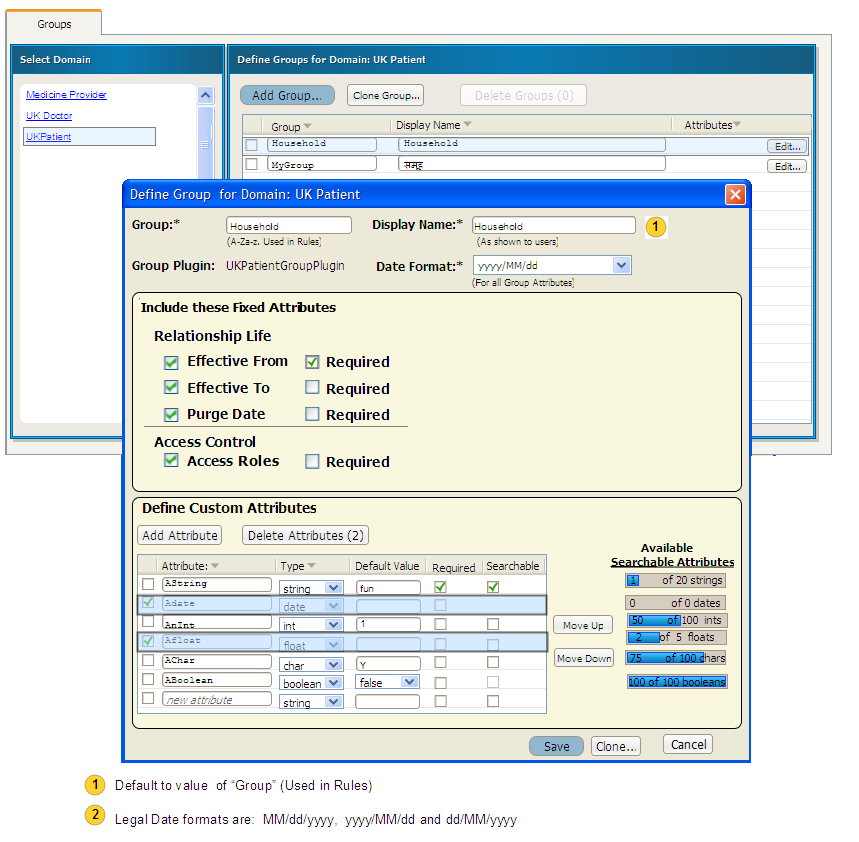 Groups
Select Domain
Define Groups for Domain: UK Patient
Medicine Provider
UK Doctor
UKPatient
Add Group...
Clone Group...
Delete Groups (0)
Group
Display Name
Attributes
Household
Household
Edit...
MyGroup
समूह
Edit...
Define Group for Domain: UK Patient
Group:*
Household
Display Name:*
Household
1
(A-Za-z. Used in Rules)
(As shown to users)
Group Plugin:
UKPatientGroupPlugin
Date Format:*
yyyy/MM/dd
(For all Group Attributes)
Include these Fixed Attributes
Relationship Life
Effective From
Required
Effective To
Required
Purge Date
Required
Access Control
Access Roles
Required
Define Custom Attributes
Add Attribute
Delete Attributes (2)
Attribute:
Type
Default Value
Required
Searchable
AString
string
fun
Adate
date
AnInt
int
1
Afloat
float
AChar
char
Y
ABoolean
boolean
false
new attribute
string
Move Up
Move Down
Available
Searchable Attributes
1 of 20 strings
0 of 0 dates
50 of 100 ints
2 of 5 floats
75 of 100 chars
100 of 100 booleans
Save
Clone...
Cancel
1 Default to value of “Group” (Used in Rules)
2 Legal Date formats are: MM/dd/yyyy, yyyy/MM/dd and dd/MM/yyyy